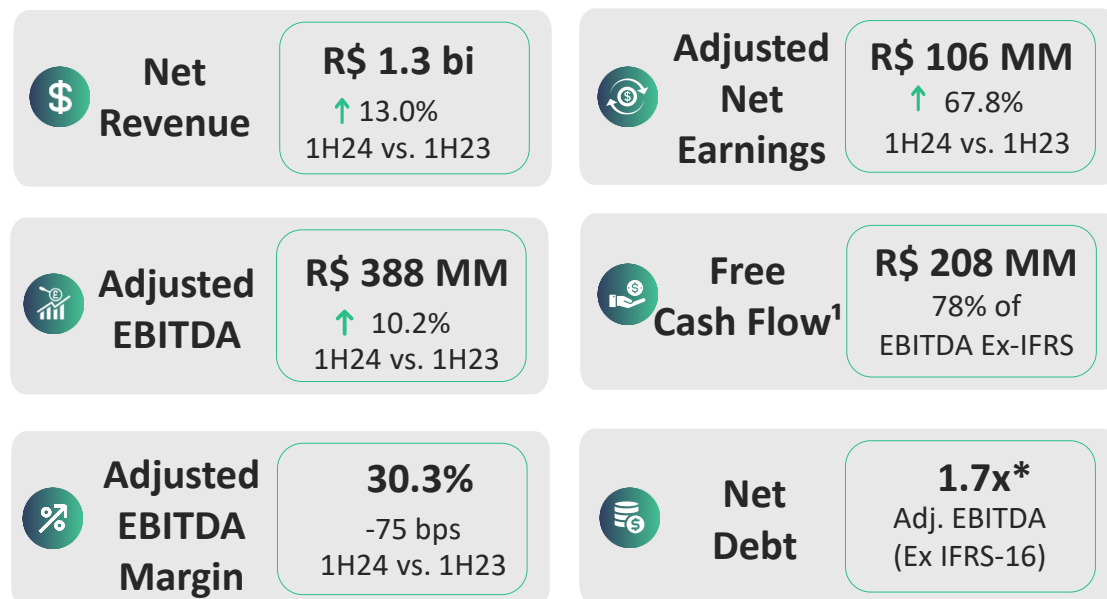 Net
Revenue
R$ 1.3 bi
↑ 13.0%
1H24 vs. 1H23
Adjusted
Net
Earnings
R$ 106 MM
↑ 67.8%
1H24 vs. 1H23
Adjusted
EBITDA
R$ 388 MM
↑ 10.2%
1H24 vs. 1H23
Free
Cash Flow¹
R$ 208 MM
78% of
EBITDA Ex-IFRS
Adjusted
EBITDA
Margin
30.3%
-75 bps
1H24 vs. 1H23
Net
Debt
1.7x*
Adj. EBITDA
(Ex IFRS-16)